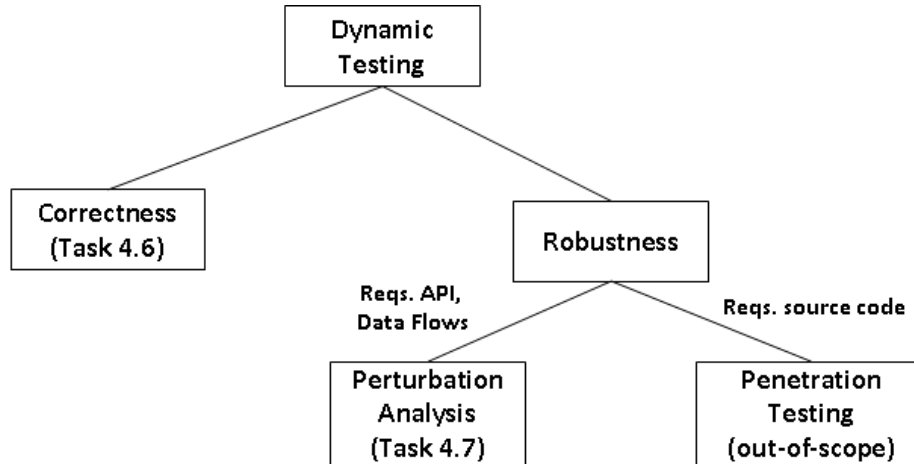 Dynamic
Testing
Correctness
(Task 4.6)
Robustness
Reqs. API,
Data Flows
Reqs. source code
Perturbation
Analysis
(Task 4.7)
Penetration
Testing
(out-of-scope)